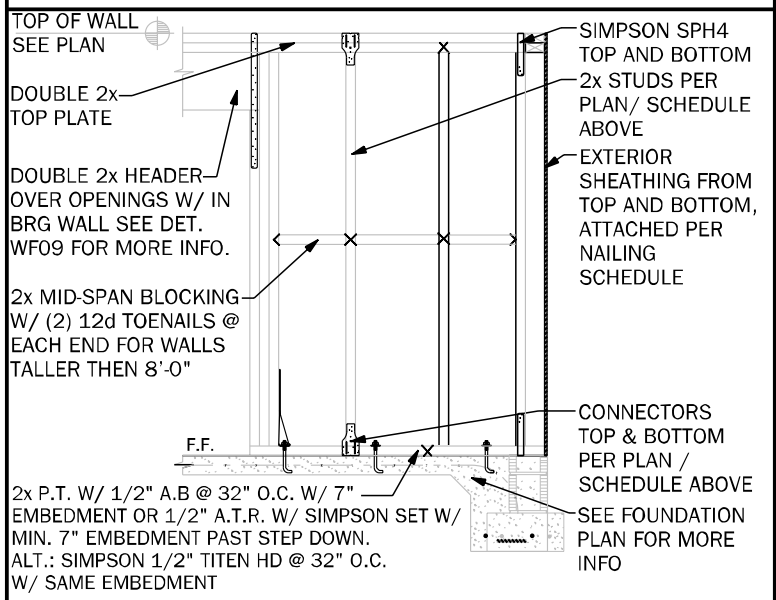 TOP OF WALL
SEE PLAN
DOUBLE 2x
TOP PLATE
DOUBLE 2x HEADER
OVER OPENINGS W/ IN
BRG WALL SEE DET.
WF09 FOR MORE INFO.
2x MID-SPAN BLOCKING
W/ (2) 12d TOENAILS @
EACH END FOR WALLS
TALLER THEN 8'-0"
F.F.
2x P.T. W/ 1/2" A.B @ 32" O.C. W/ 7"
EMBEDMENT OR 1/2" A.T.R. W/ SIMPSON SET W/
MIN. 7" EMBEDMENT PAST STEP DOWN.
ALT.: SIMPSON 1/2" TITEN HD @ 32" O.C.
W/ SAME EMBEDMENT
SIMPSON SPH4
TOP AND BOTTOM
2x STUDS PER
PLAN/ SCHEDULE
ABOVE
EXTERIOR
SHEATHING FROM
TOP AND BOTTOM,
ATTACHED PER
NAILING
SCHEDULE
CONNECTORS
TOP & BOTTOM
PER PLAN /
SCHEDULE ABOVE
SEE FOUNDATION
PLAN FOR MORE
INFO